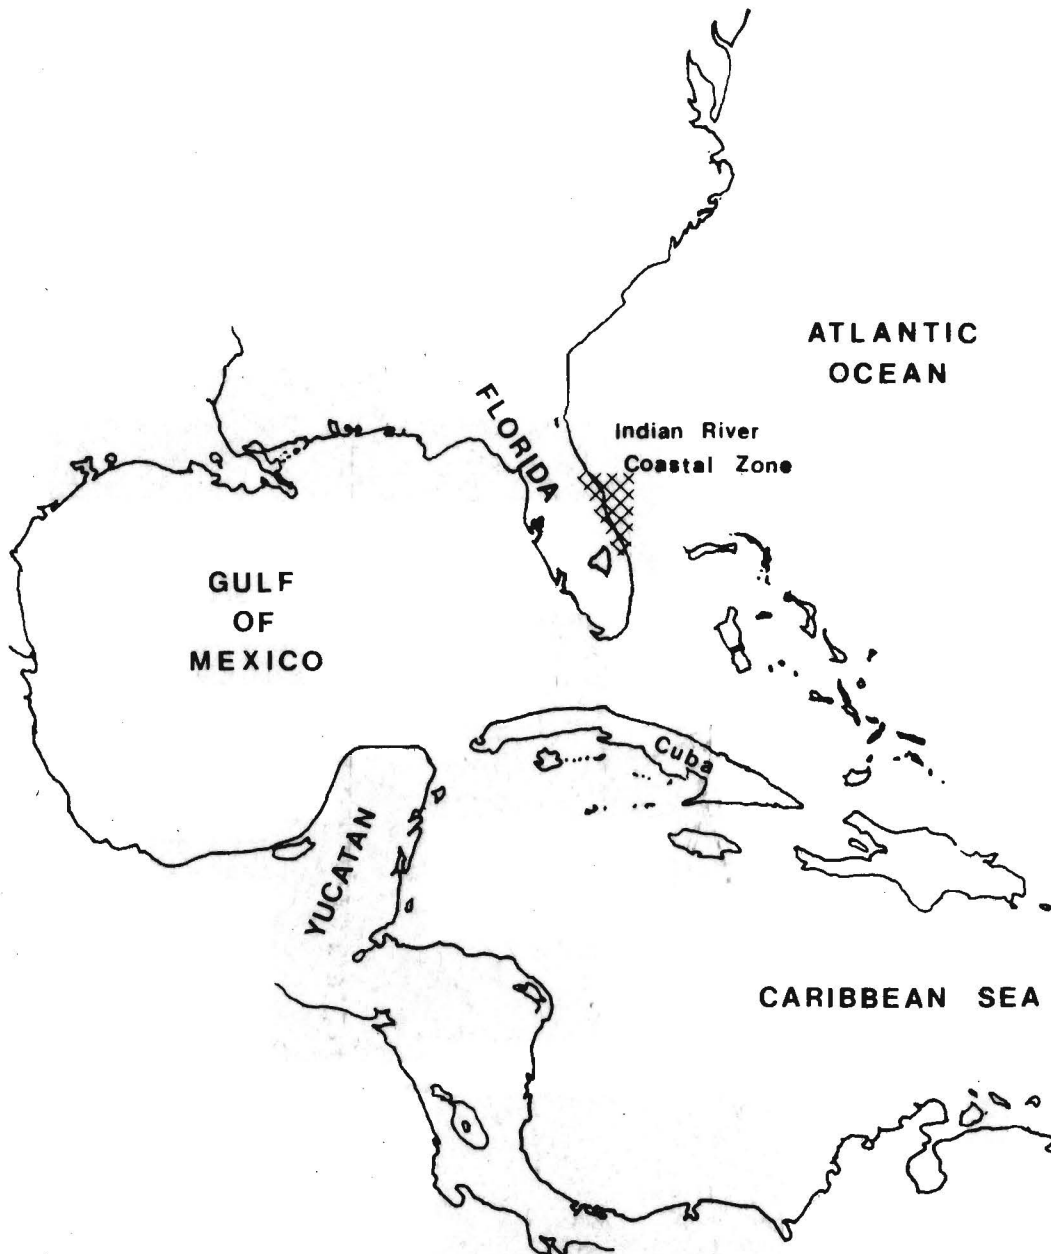 ATLANTIC
OCEAN
FLORIDA
Indian River
Coastal Zone
GULF
OF
MEXICO
Cuba
YUCATAN
CARIBBEAN SEA